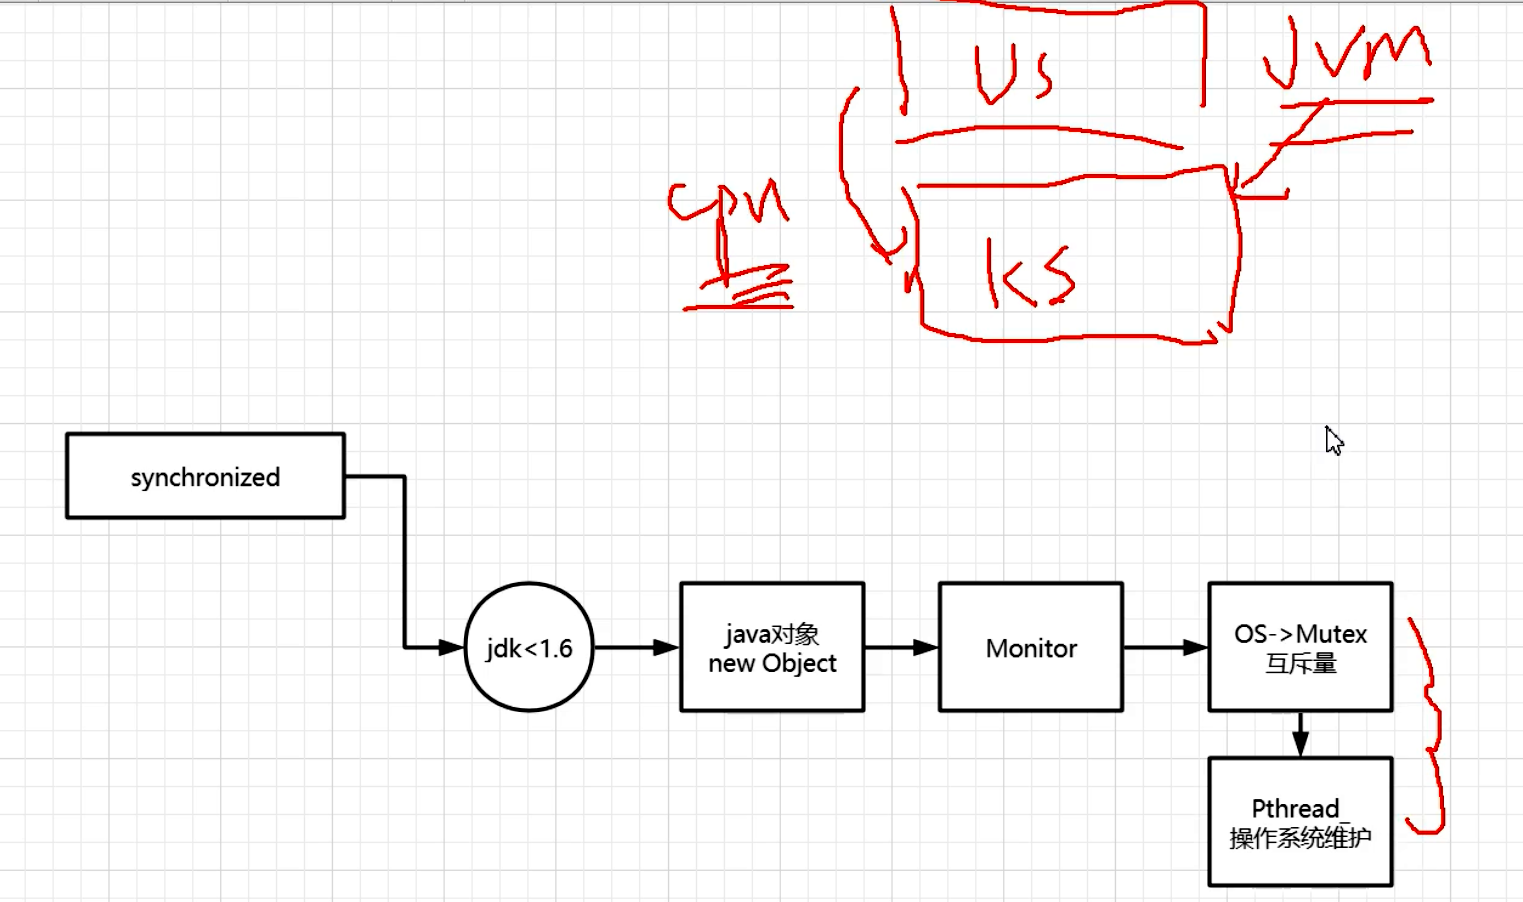 Us
JVM
cpu
ks
synchronized
jdk<1.6
java对象
new Object
Monitor
OS->Mutex
互斥量
Pthread_
操作系统维护